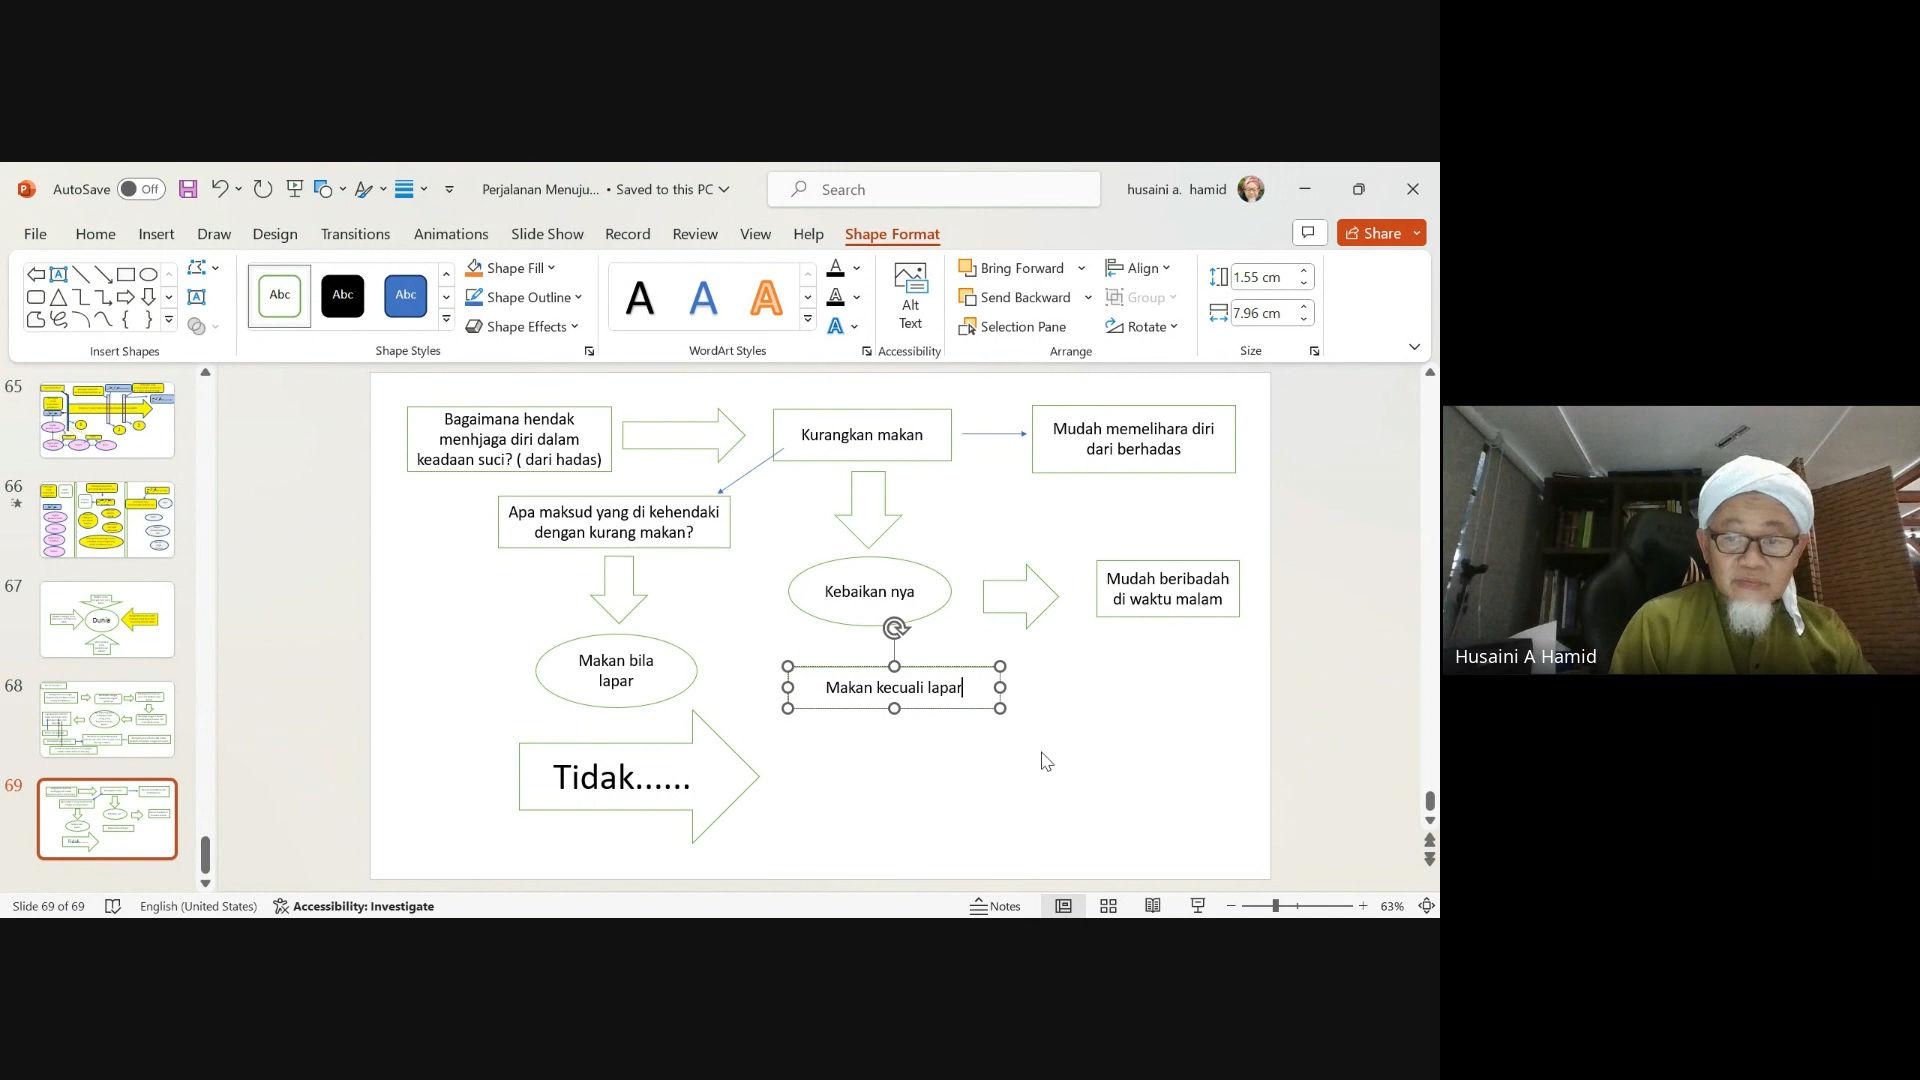 AutoSave Off
Perjalanan Menuju... • Saved to this PC
Search
husaini a. hamid
File Home Insert Draw Design Transitions Animations Slide Show Record Review View Help Shape Format
Share
Abc Abc Abc
Shape Fill
Shape Outline
Shape Effects
A A A
Alt
Text
Bring Forward
Send Backward
Selection Pane
Align
Group
Rotate
1.55 cm
7.96 cm
Insert Shapes
Shape Styles
WordArt Styles
Accessibility
Arrange
Size
65
66
67
Dunia
68
69
Bagaimana hendak
menhjaga diri dalam
keadaan suci? ( dari hadas)
Kurangkan makan
Mudah memelihara diri
dari berhadas
Apa maksud yang di kehendaki
dengan kurang makan?
Kebaikan nya
Mudah beribadah
di waktu malam
Makan bila
lapar
Makan kecuali lapar
Tidak......
Slide 69 of 69
English (United States)
Accessibility: Investigate
Notes
63%
Husaini A Hamid